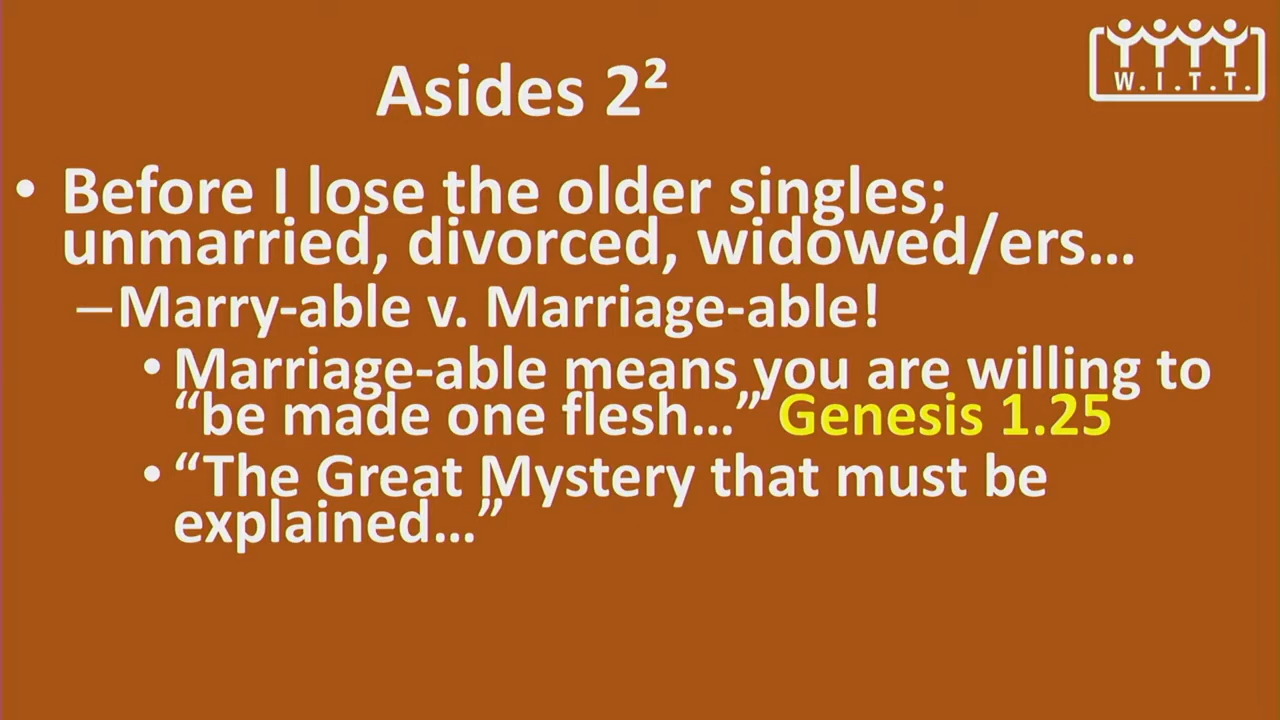 W.I.T.T.
Asides 2²
• Before I lose the older singles;
unmarried, divorced, widowed/ers...
–Marry-able v. Marriage-able!
• Marriage-able means you are willing to
“be made one flesh...” Genesis 1.25
• “The Great Mystery that must be
explained...”